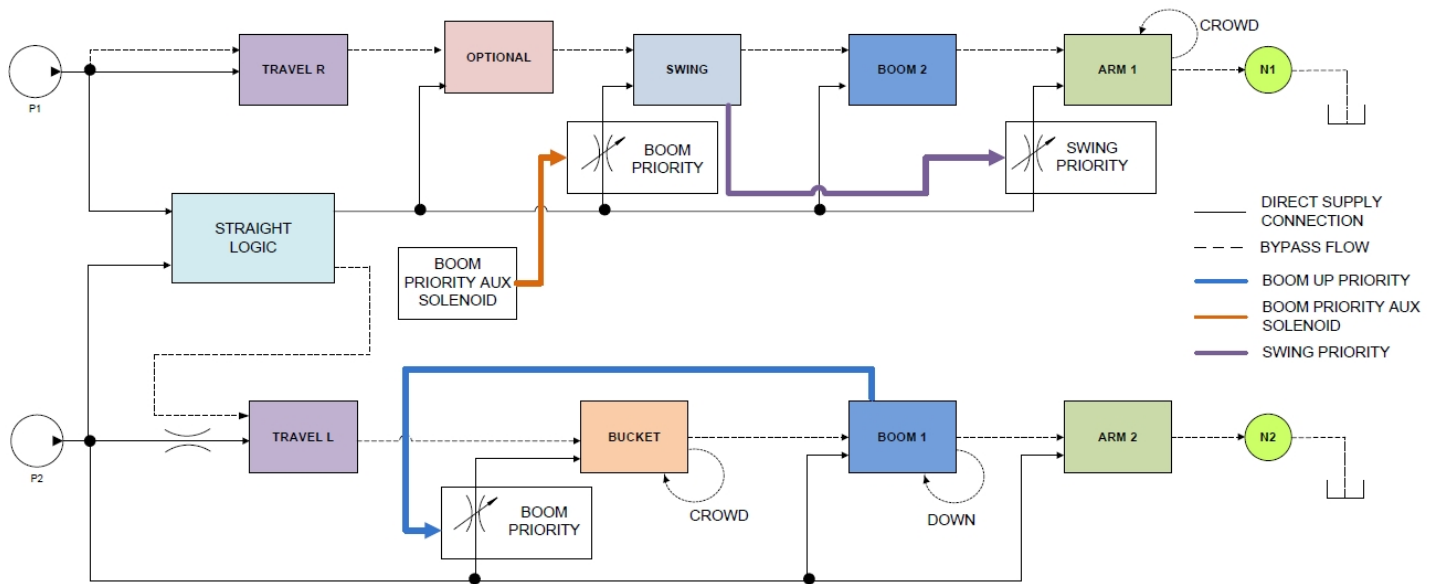 P1
TRAVEL R
OPTIONAL
SWING
BOOM 2
ARM 1
CROWD
N1
BOOM
PRIORITY
SWING
PRIORITY
STRAIGHT
LOGIC
BOOM
PRIORITY AUX
SOLENOID
DIRECT SUPPLY
CONNECTION
BYPASS FLOW
BOOM UP PRIORITY
BOOM PRIORITY AUX
SOLENOID
SWING PRIORITY
P2
TRAVEL L
BUCKET
BOOM 1
ARM 2
N2
CROWD
DOWN
BOOM
PRIORITY